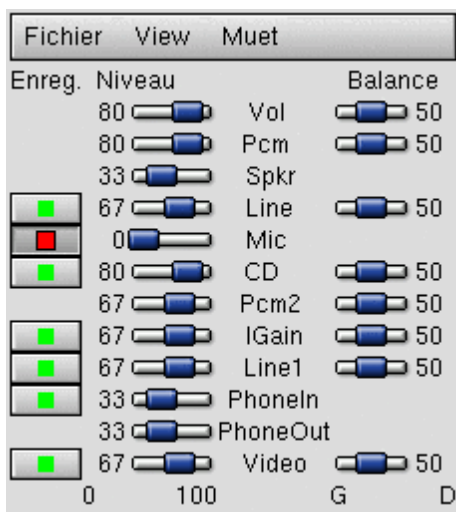 Fichier View Muet
Enreg. Niveau Balance
80 Vol 50
80 Pcm 50
33 Spkr
67 Line 50
0 Mic
80 CD 50
67 Pcm2 50
67 IGain 50
67 Line1 50
33 PhoneIn
33 PhoneOut
67 Video 50
0 100 G D